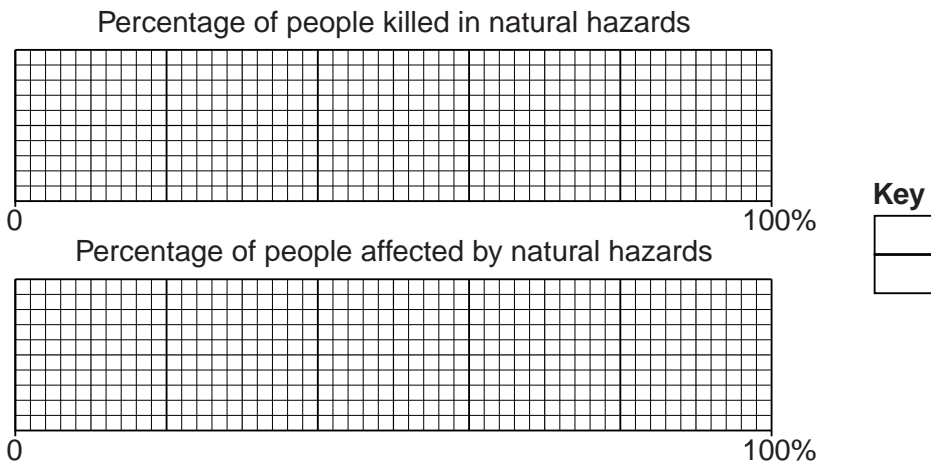 Percentage of people killed in natural hazards
0 100%
Key
Percentage of people affected by natural hazards
0 100%